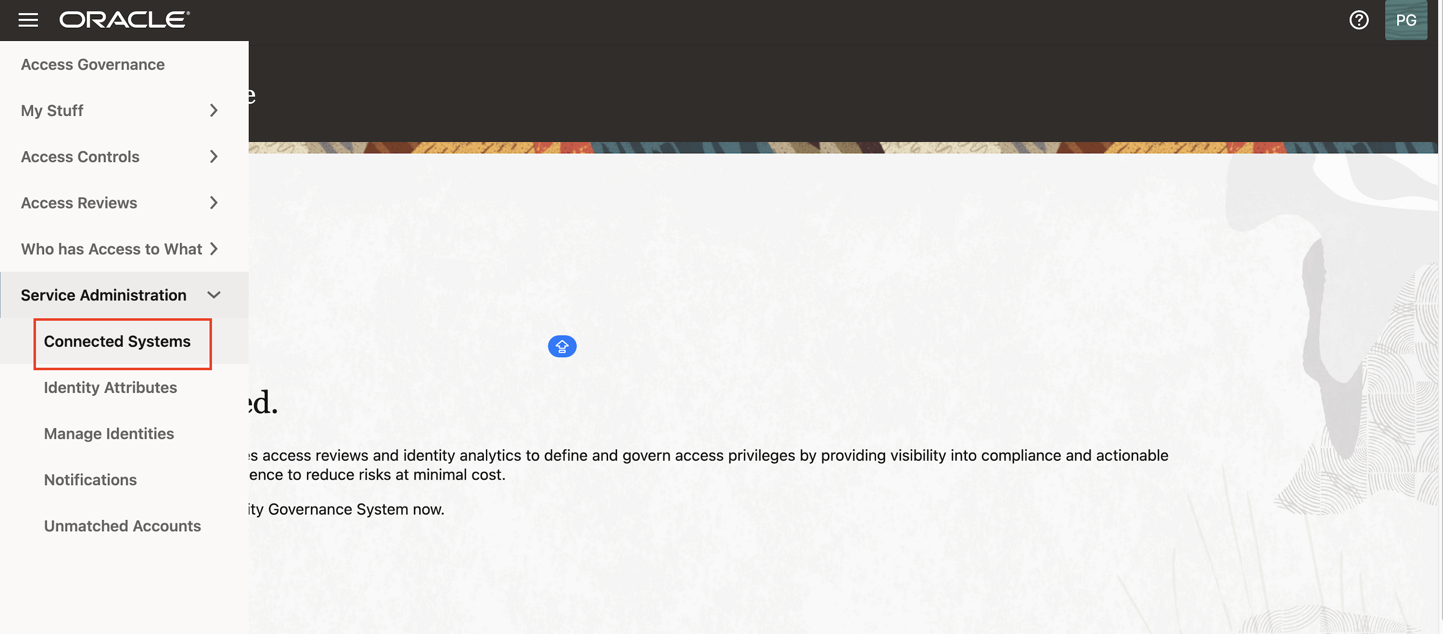 ORACLE
PG
Access Governance
My Stuff
Access Controls
Access Reviews
Who has Access to What
Service Administration
Connected Systems
Identity Attributes
Manage Identities
Notifications
Unmatched Accounts
ed.
access reviews and identity analytics to define and govern access privileges by providing visibility into compliance and actionable
ence to reduce risks at minimal cost.
ity Governance System now.